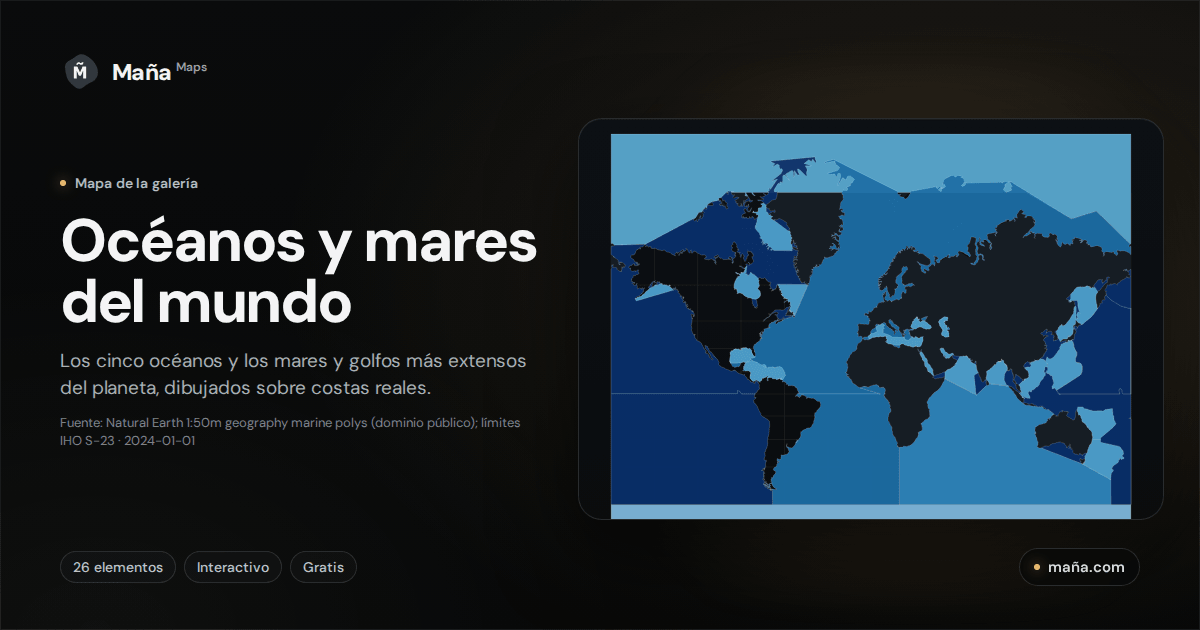 M̃
Maña Maps
Mapa de la galería
Océanos y mares
del mundo
Los cinco océanos y los mares y golfos más extensos
del planeta, dibujados sobre costas reales.
Fuente: Natural Earth 1:50m geography marine polys (dominio público); límites
IHO S-23 · 2024-01-01
26 elementos
Interactivo
Gratis
maña.com